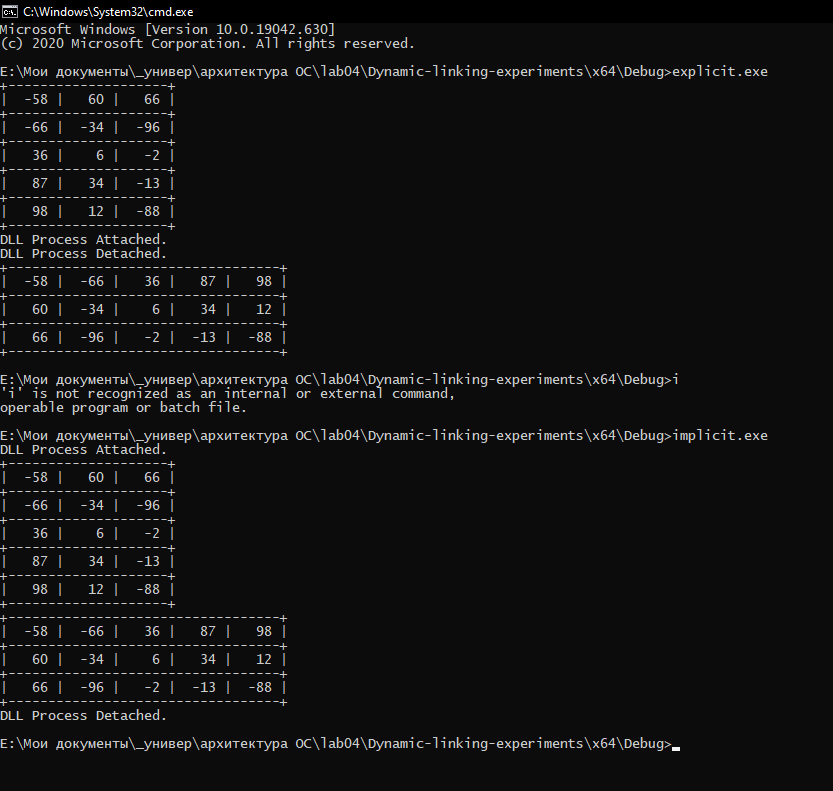 C:\Windows\System32\cmd.exe
Microsoft Windows [Version 10.0.19042.630]
(c) 2020 Microsoft Corporation. All rights reserved.
E:\Мои документы\_универ\архитектура ОС\lab04\Dynamic-linking-experiments\x64\Debug>explicit.exe
+--------------------+
|  -58 |   60 |   66 |
+--------------------+
|  -66 |  -34 |  -96 |
+--------------------+
|   36 |    6 |   -2 |
+--------------------+
|   87 |   34 |  -13 |
+--------------------+
|   98 |   12 |  -88 |
+--------------------+
DLL Process Attached.
DLL Process Detached.
+----------------------------------+
|  -58 |  -66 |   36 |   87 |   98 |
+----------------------------------+
|   60 |  -34 |    6 |   34 |   12 |
+----------------------------------+
|   66 |  -96 |   -2 |  -13 |  -88 |
+----------------------------------+
E:\Мои документы\_универ\архитектура ОС\lab04\Dynamic-linking-experiments\x64\Debug>i
'i' is not recognized as an internal or external command,
operable program or batch file.
E:\Мои документы\_универ\архитектура ОС\lab04\Dynamic-linking-experiments\x64\Debug>implicit.exe
DLL Process Attached.
+--------------------+
|  -58 |   60 |   66 |
+--------------------+
|  -66 |  -34 |  -96 |
+--------------------+
|   36 |    6 |   -2 |
+--------------------+
|   87 |   34 |  -13 |
+--------------------+
|   98 |   12 |  -88 |
+--------------------+
+----------------------------------+
|  -58 |  -66 |   36 |   87 |   98 |
+----------------------------------+
|   60 |  -34 |    6 |   34 |   12 |
+----------------------------------+
|   66 |  -96 |   -2 |  -13 |  -88 |
+----------------------------------+
DLL Process Detached.
E:\Мои документы\_универ\архитектура ОС\lab04\Dynamic-linking-experiments\x64\Debug>